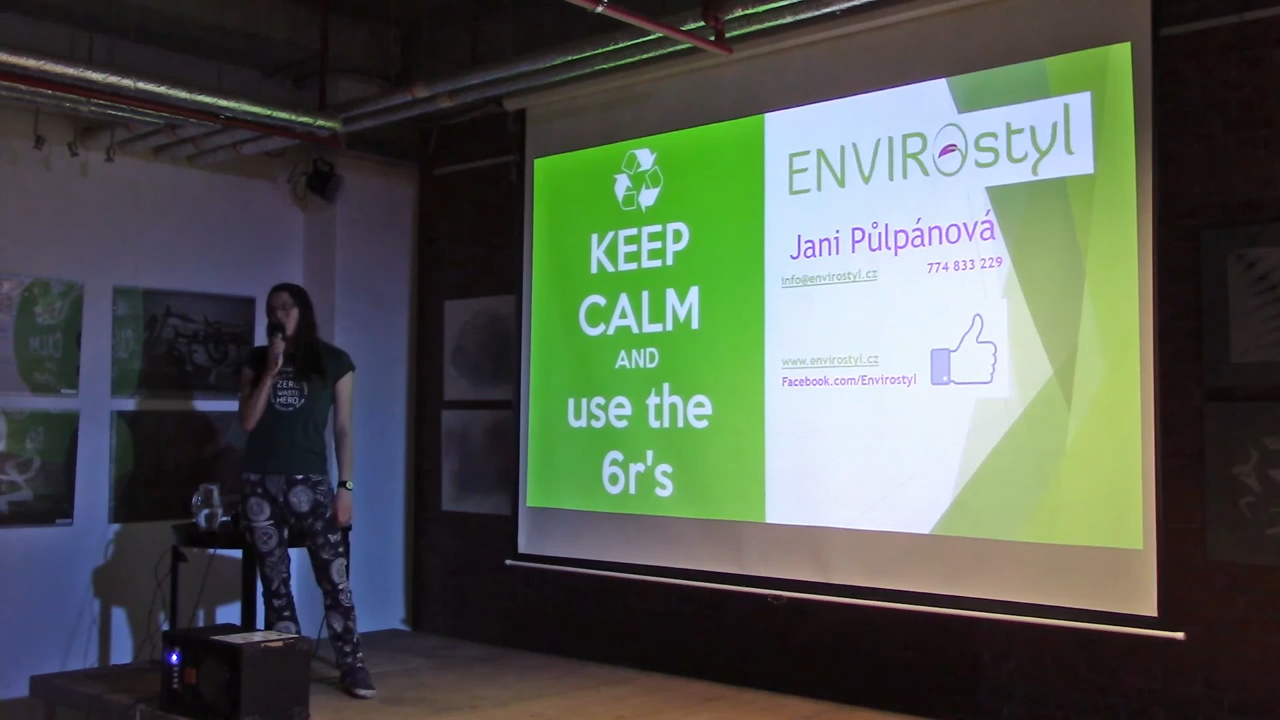 KEEP
CALM
AND
use the
6r's
ENVIROstyl
Jani Půlpánová
774 833 229
info@envirostyl.cz
www.envirostyl.cz
Facebook.com/Envirostyl
ZERO
WASTE
HERO